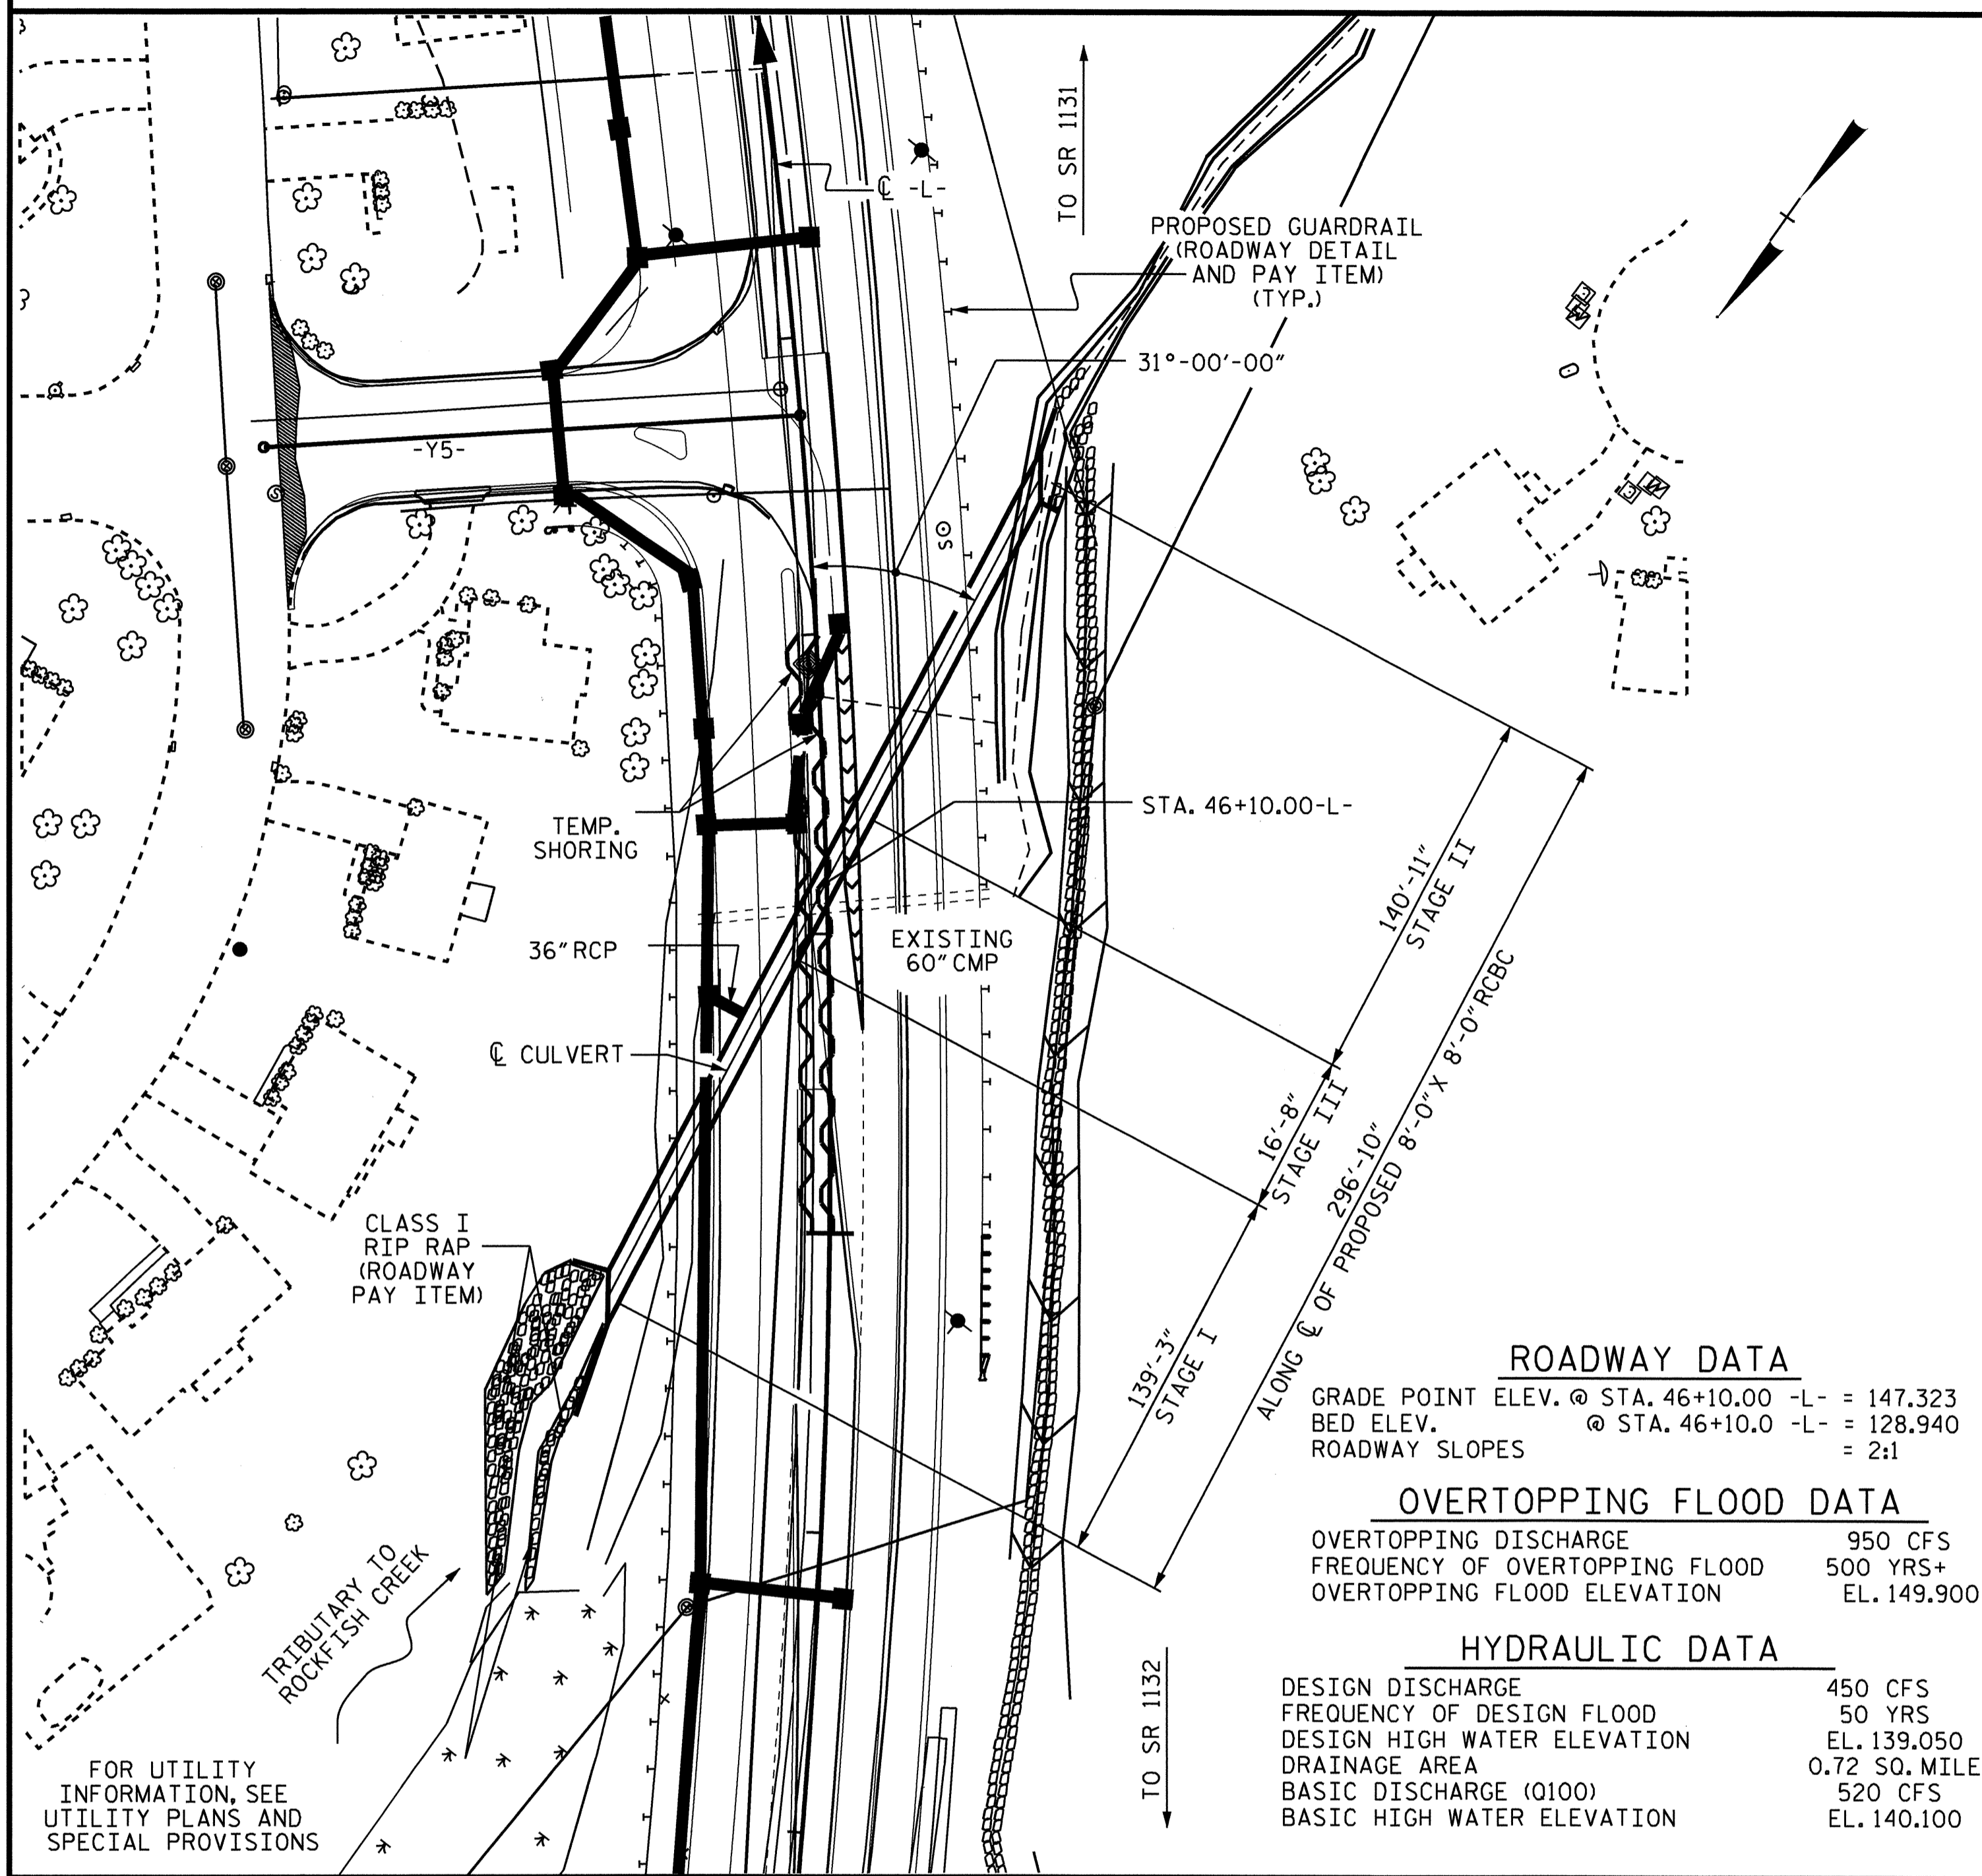 TO SR 1131
℄ -L-
PROPOSED GUARDRAIL
(ROADWAY DETAIL
AND PAY ITEM)
(TYP.)
31°-00'-00"
-Y5-
S
S
C
W
C
W
TEMP.
SHORING
STA. 46+10.00-L-
36" RCP
EXISTING
60" CMP
℄ CULVERT
140'-11"
STAGE II
16'-8"
STAGE III
296'-10"
ALONG ℄ OF PROPOSED 8'-0" X 8'-0" RCBC
139'-3"
STAGE I
CLASS I
RIP RAP
(ROADWAY
PAY ITEM)
TRIBUTARY TO
ROCKFISH CREEK
TO SR 1132
FOR UTILITY
INFORMATION, SEE
UTILITY PLANS AND
SPECIAL PROVISIONS
ROADWAY DATA
GRADE POINT ELEV. @ STA. 46+10.00 -L- = 147.323
BED ELEV. @ STA. 46+10.0 -L- = 128.940
ROADWAY SLOPES = 2:1
OVERTOPPING FLOOD DATA
OVERTOPPING DISCHARGE 950 CFS
FREQUENCY OF OVERTOPPING FLOOD 500 YRS+
OVERTOPPING FLOOD ELEVATION EL. 149.900
HYDRAULIC DATA
DESIGN DISCHARGE 450 CFS
FREQUENCY OF DESIGN FLOOD 50 YRS
DESIGN HIGH WATER ELEVATION EL. 139.050
DRAINAGE AREA 0.72 SQ. MILE
BASIC DISCHARGE (Q100) 520 CFS
BASIC HIGH WATER ELEVATION EL. 140.100